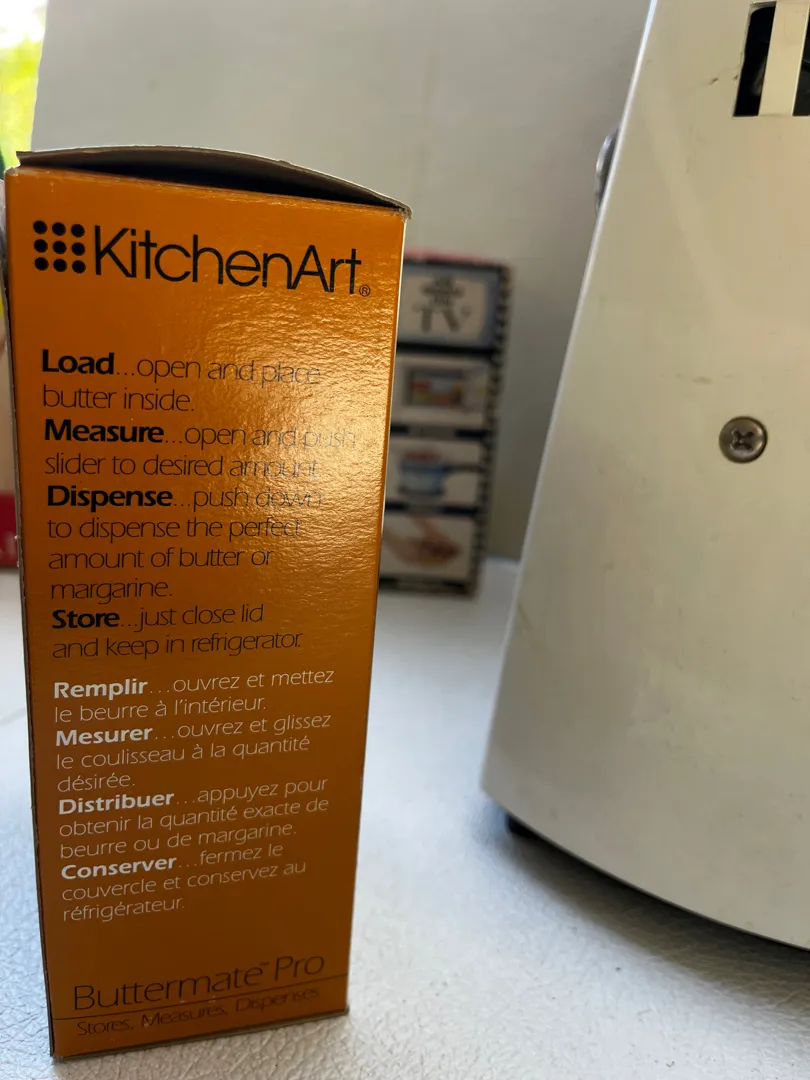 KitchenArt®
Load...open and place
butter inside.
Measure...open and push
slider to desired amount.
Dispense...push down
to dispense the perfect
amount of butter or
margarine.
Store...just close lid
and keep in refrigerator.
Remplir...ouvrez et mettez
le beurre à l'intérieur.
Mesurer...ouvrez et glissez
le coulisseau à la quantité
désirée.
Distribuer...appuyez pour
obtenir la quantité exacte de
beurre ou de margarine.
Conserver...fermez le
couvercle et conservez au
réfrigérateur.
Buttermate™ Pro
Stores, Measures, Dispenses
TV